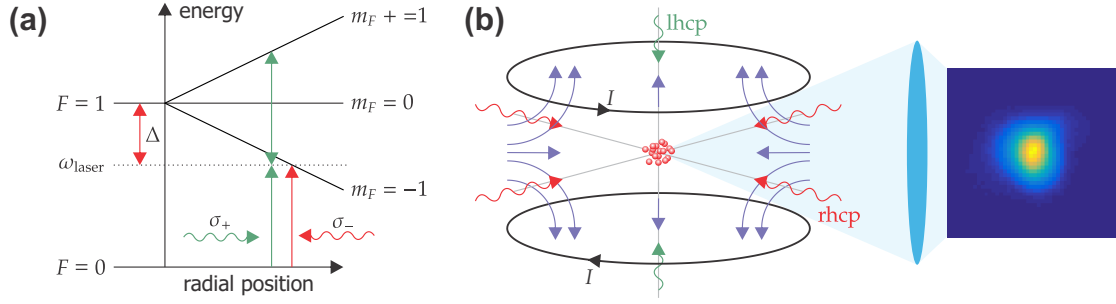 (a)
energy
m_F + =1
F = 1
m_F = 0
Δ
ω_laser
m_F = −1
σ_+
σ_−
F = 0
radial position
(b)
lhcp
I
rhcp
I